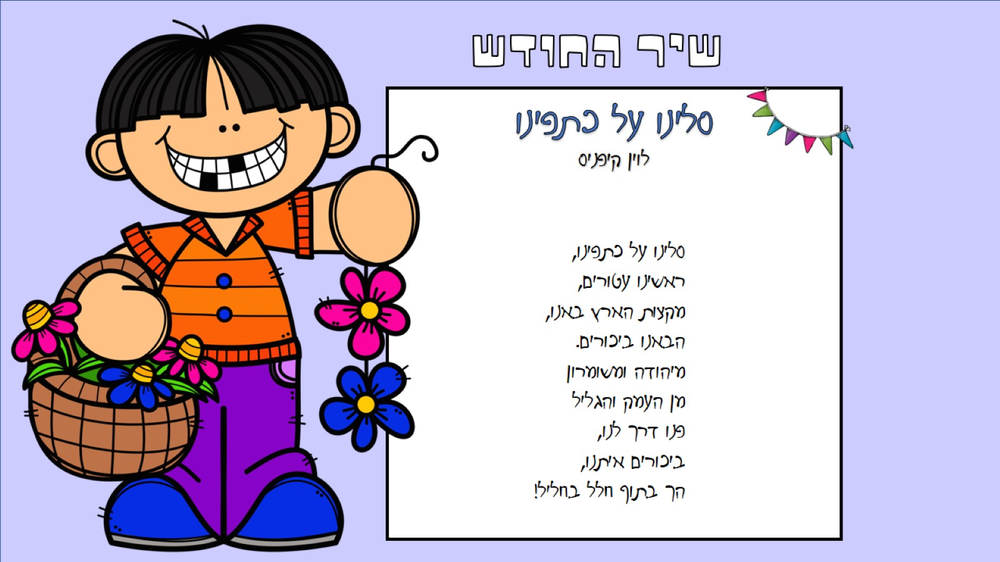 שיר החודש
סלינו על כתפינו
לוין קיפניס
סלינו על כתפינו,
ראשינו עטורים,
מקצות הארץ באנו,
הבאנו ביכורים.
מיהודה ומשומרון
מן העמק והגליל
פנו דרך לנו,
ביכורים איתנו,
הך בתוף חלל בחליל!